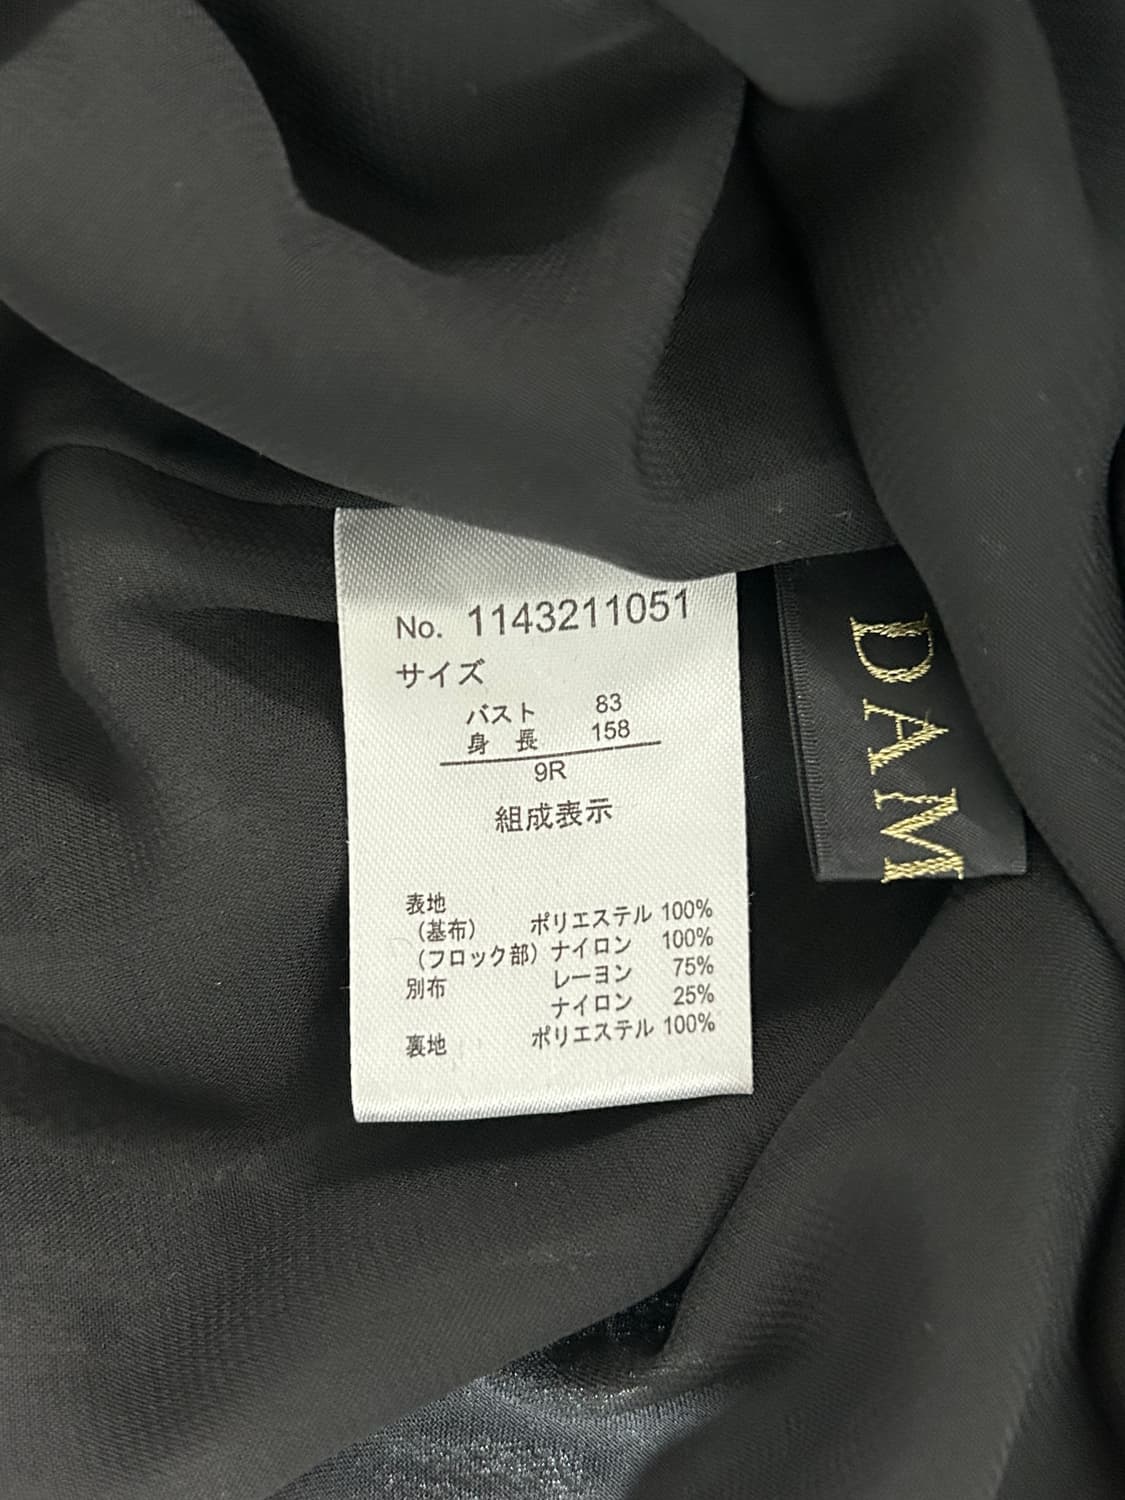 No. 1143211051
サイズ
バスト 83
身 長 158
9R
組成表示
表地
(基布) ポリエステル 100%
(フロック部) ナイロン 100%
別布 レーヨン 75%
ナイロン 25%
裏地 ポリエステル 100%
DAM